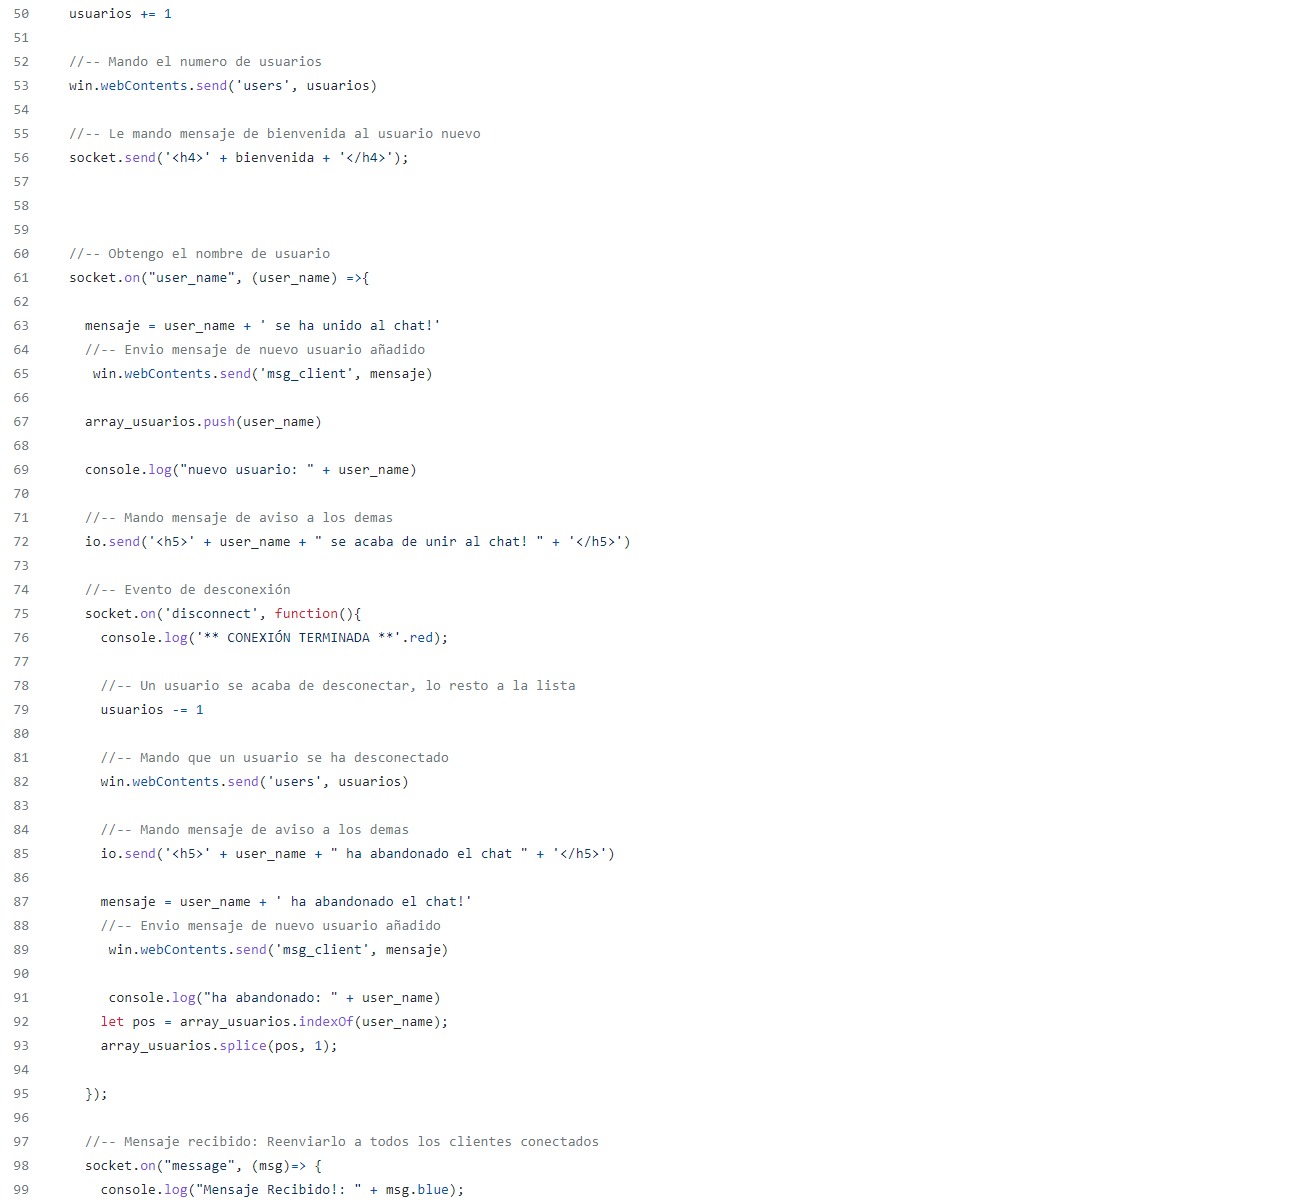 50 usuarios += 1
51
52 //-- Mando el numero de usuarios
53 win.webContents.send('users', usuarios)
54
55 //-- Le mando mensaje de bienvenida al usuario nuevo
56 socket.send('<h4>' + bienvenida + '</h4>');
57
58
59
60 //-- Obtengo el nombre de usuario
61 socket.on("user_name", (user_name) =>{
62
63 mensaje = user_name + ' se ha unido al chat!'
64 //-- Envio mensaje de nuevo usuario añadido
65 win.webContents.send('msg_client', mensaje)
66
67 array_usuarios.push(user_name)
68
69 console.log("nuevo usuario: " + user_name)
70
71 //-- Mando mensaje de aviso a los demas
72 io.send('<h5>' + user_name + " se acaba de unir al chat! " + '</h5>')
73
74 //-- Evento de desconexión
75 socket.on('disconnect', function(){
76 console.log('** CONEXIÓN TERMINADA **'.red);
77
78 //-- Un usuario se acaba de desconectar, lo resto a la lista
79 usuarios -= 1
80
81 //-- Mando que un usuario se ha desconectado
82 win.webContents.send('users', usuarios)
83
84 //-- Mando mensaje de aviso a los demas
85 io.send('<h5>' + user_name + " ha abandonado el chat " + '</h5>')
86
87 mensaje = user_name + ' ha abandonado el chat!'
88 //-- Envio mensaje de nuevo usuario añadido
89 win.webContents.send('msg_client', mensaje)
90
91 console.log("ha abandonado: " + user_name)
92 let pos = array_usuarios.indexOf(user_name);
93 array_usuarios.splice(pos, 1);
94
95 });
96
97 //-- Mensaje recibido: Reenviarlo a todos los clientes conectados
98 socket.on("message", (msg)=> {
99 console.log("Mensaje Recibido!: " + msg.blue);